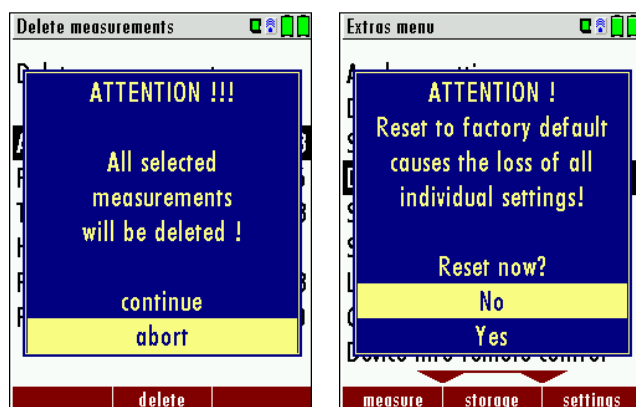 Delete measurements
ATTENTION !!!
All selected
measurements
will be deleted !
continue
abort
delete
Extras menu
ATTENTION !
Reset to factory default
causes the loss of all
individual settings!
Reset now?
No
Yes
measure storage settings